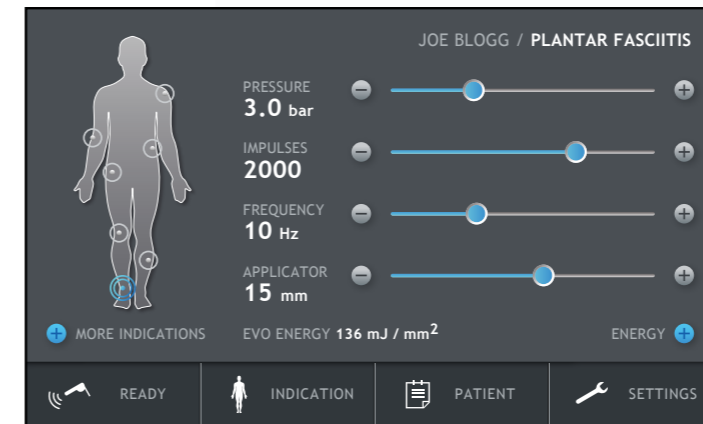 JOE BLOGG / PLANTAR FASCIITIS
PRESSURE
3.0 bar
IMPULSES
2000
FREQUENCY
10 Hz
APPLICATOR
15 mm
MORE INDICATIONS
EVO ENERGY 136 mJ / mm²
ENERGY
READY
INDICATION
PATIENT
SETTINGS